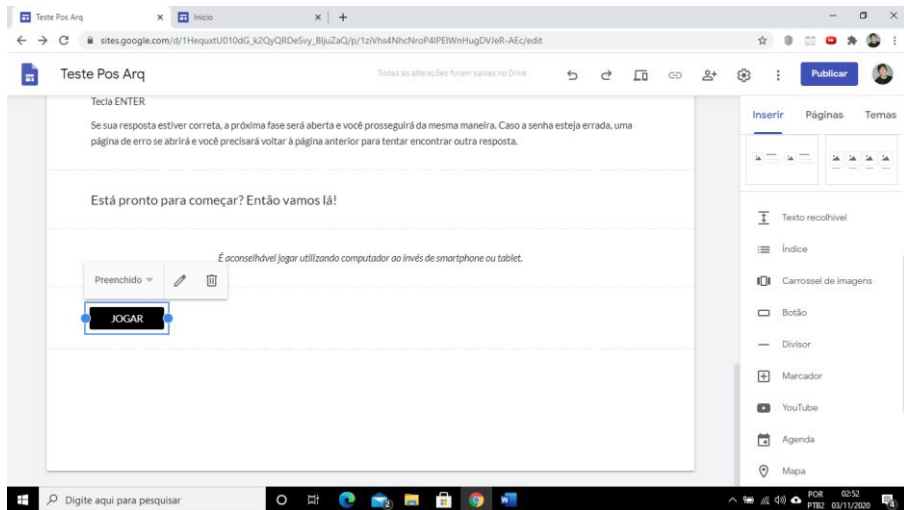 Teste Pos Arq
Inicio
sites.google.com/d/1HequxtU010dG_k2QyQRDeSvy_BljuZaQ/p/1ziVhs4NhcNroP4lPEIWnHugDVJeR-AEc/edit
Teste Pos Arq
Todas as alterações foram salvas no Drive
Publicar
Tecla ENTER
Se sua resposta estiver correta, a próxima fase será aberta e você prosseguirá da mesma maneira. Caso a senha esteja errada, uma
página de erro se abrirá e você precisará voltar à página anterior para tentar encontrar outra resposta.
Está pronto para começar? Então vamos lá!
É aconselhável jogar utilizando computador ao invés de smartphone ou tablet.
Preenchido
JOGAR
Inserir
Páginas
Temas
Texto recolhível
Índice
Carrossel de imagens
Botão
Divisor
Marcador
YouTube
Agenda
Mapa
Digite aqui para pesquisar
POR
PTB2
02:52
03/11/2020